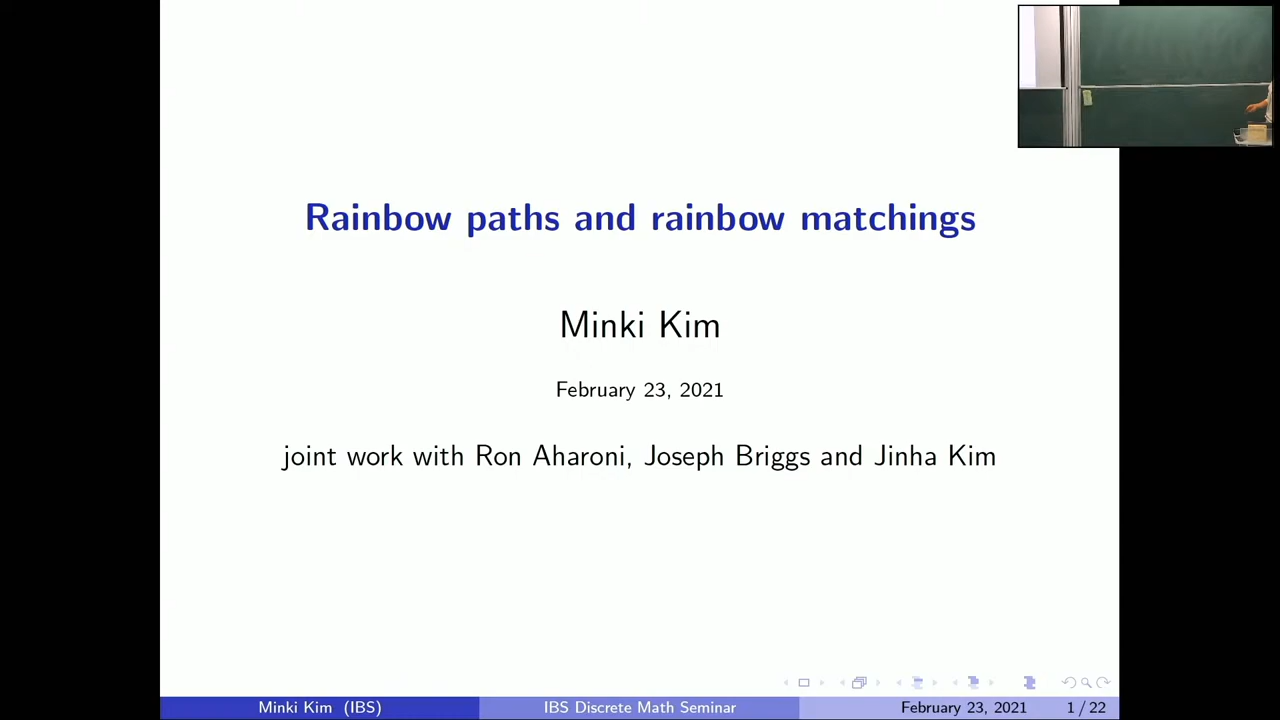 Rainbow paths and rainbow matchings
Minki Kim
February 23, 2021
joint work with Ron Aharoni, Joseph Briggs and Jinha Kim
Minki Kim (IBS) IBS Discrete Math Seminar February 23, 2021 1 / 22